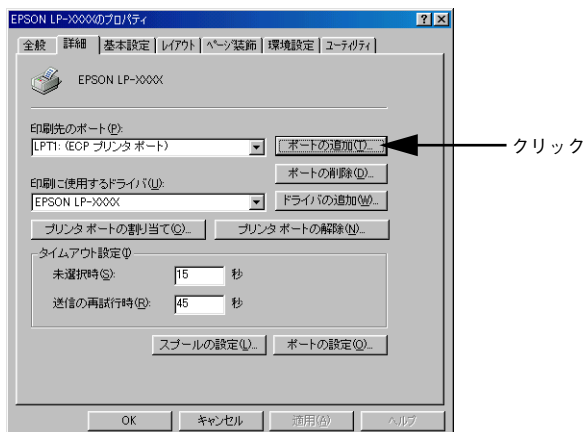 EPSON LP-XXXXのプロパティ
全般 詳細 基本設定 レイアウト ページ装飾 環境設定 ユーティリティ
EPSON LP-XXXX
印刷先のポート(P):
LPT1: (ECP プリンタ ポート)
ポートの追加(T)...
クリック
ポートの削除(D)...
印刷に使用するドライバ(U):
EPSON LP-XXXX
ドライバの追加(W)...
プリンタ ポートの割り当て(C)...
プリンタ ポートの解除(N)...
タイムアウト設定(I)
未選択時(S): 15 秒
送信の再試行時(R): 45 秒
スプールの設定(L)...
ポートの設定(O)...
OK
キャンセル
適用(A)
ヘルプ